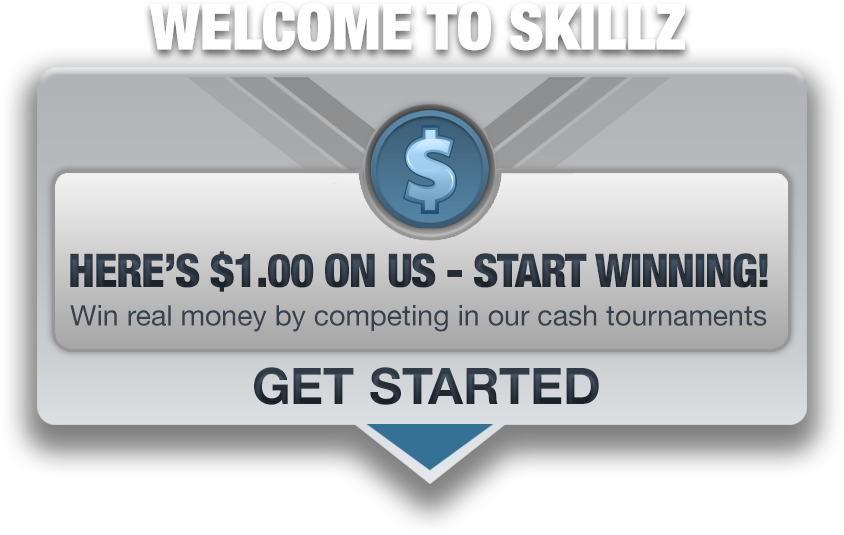 WELCOME TO SKILLZ
$
HERE'S $1.00 ON US - START WINNING!
Win real money by competing in our cash tournaments
GET STARTED